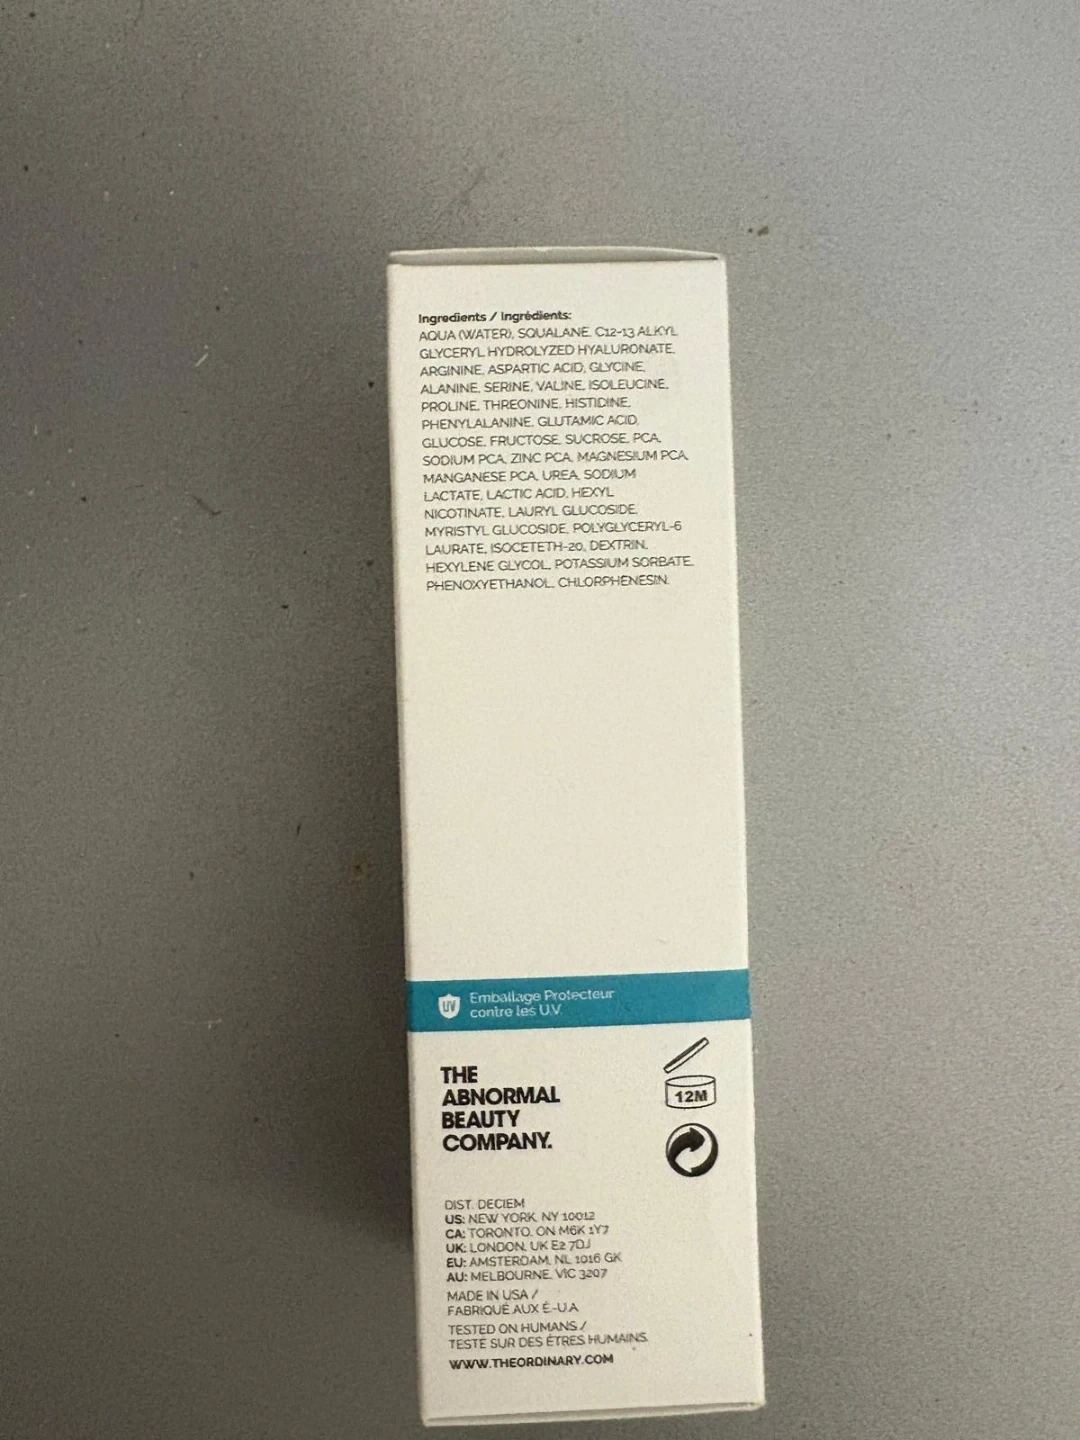 Ingredients / Ingrédients:
AQUA (WATER), SQUALANE, C12-13 ALKYL
GLYCERYL HYDROLYZED HYALURONATE,
ARGININE, ASPARTIC ACID, GLYCINE,
ALANINE, SERINE, VALINE, ISOLEUCINE,
PROLINE, THREONINE, HISTIDINE,
PHENYLALANINE, GLUTAMIC ACID,
GLUCOSE, FRUCTOSE, SUCROSE, PCA,
SODIUM PCA, ZINC PCA, MAGNESIUM PCA,
MANGANESE PCA, UREA, SODIUM
LACTATE, LACTIC ACID, HEXYL
NICOTINATE, LAURYL GLUCOSIDE,
MYRISTYL GLUCOSIDE, POLYGLYCERYL-6
LAURATE, ISOCETETH-20, DEXTRIN,
HEXYLENE GLYCOL, POTASSIUM SORBATE,
PHENOXYETHANOL, CHLORPHENESIN.
UV
Emballage Protecteur
contre les U.V.
THE
ABNORMAL
BEAUTY
COMPANY.
12M
DIST. DECIEM
US: NEW YORK, NY 10012
CA: TORONTO, ON M6K 1Y7
UK: LONDON, UK E2 7DJ
EU: AMSTERDAM, NL 1016 GK
AU: MELBOURNE, VIC 3207
MADE IN USA /
FABRIQUÉ AUX É.-U.A
TESTED ON HUMANS /
TESTÉ SUR DES ÊTRES HUMAINS.
WWW.THEORDINARY.COM